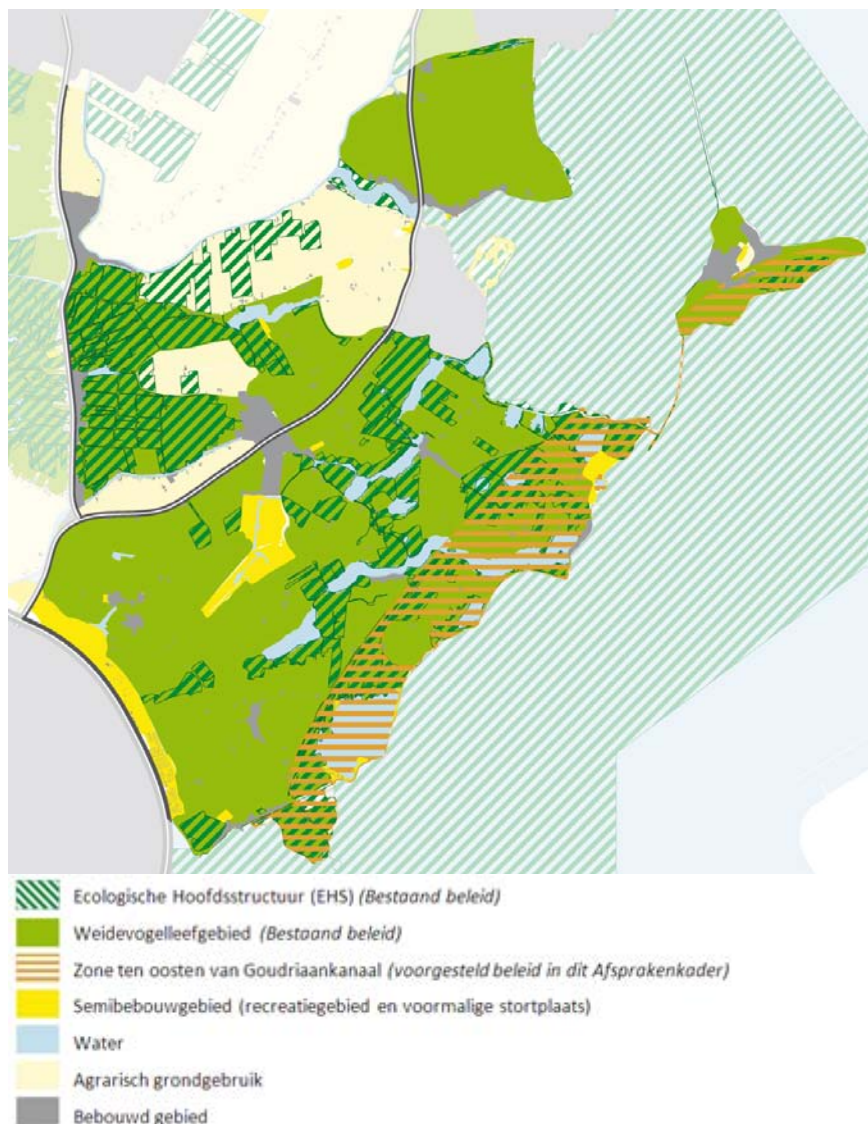 Ecologische Hoofdsstructuur (EHS) (Bestaand beleid)
Weidevogelleefgebied (Bestaand beleid)
Zone ten oosten van Goudriaankanaal (voorgesteld beleid in dit Afsprakenkader)
Semibebouwgebied (recreatiegebied en voormalige stortplaats)
Water
Agrarisch grondgebruik
Bebouwd gebied